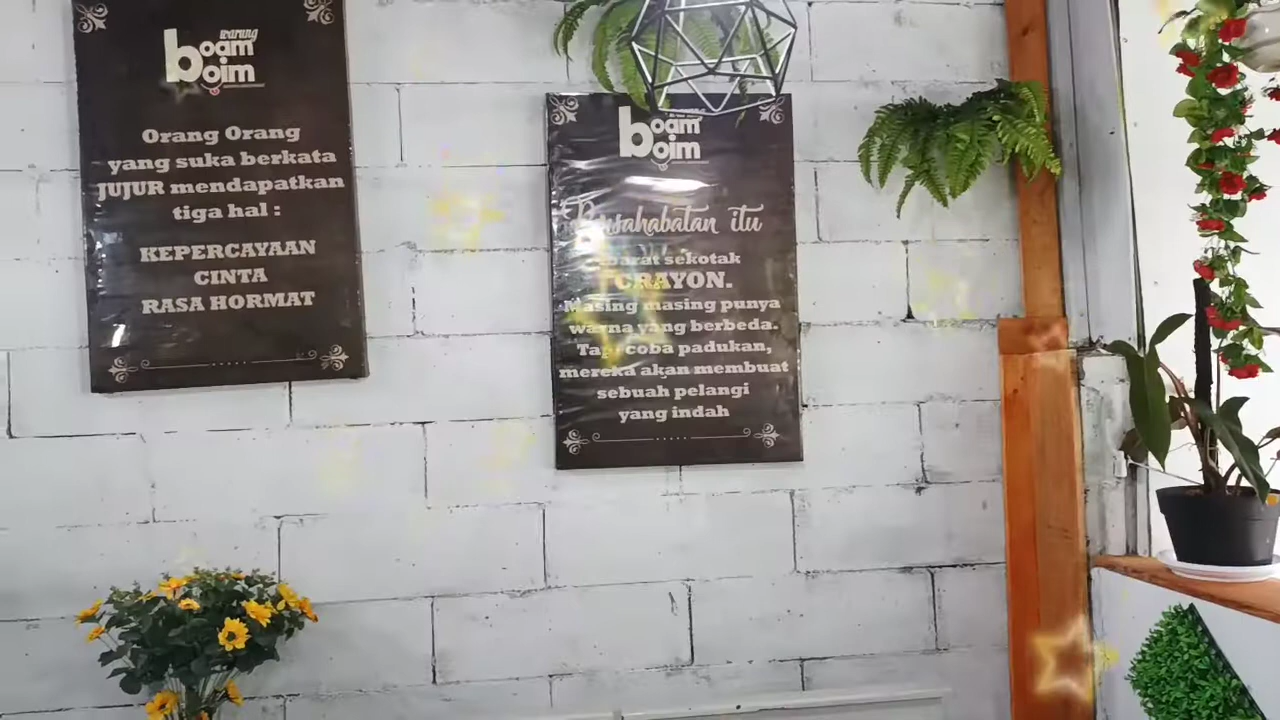 warung
boam
boim
Orang Orang
yang suka berkata
JUJUR mendapatkan
tiga hal :
KEPERCAYAAN
CINTA
RASA HORMAT
boam
boim
Persahabatan itu
ibarat sekotak
CRAYON.
Masing masing punya
warna yang berbeda.
Tapi coba padukan,
mereka akan membuat
sebuah pelangi
yang indah